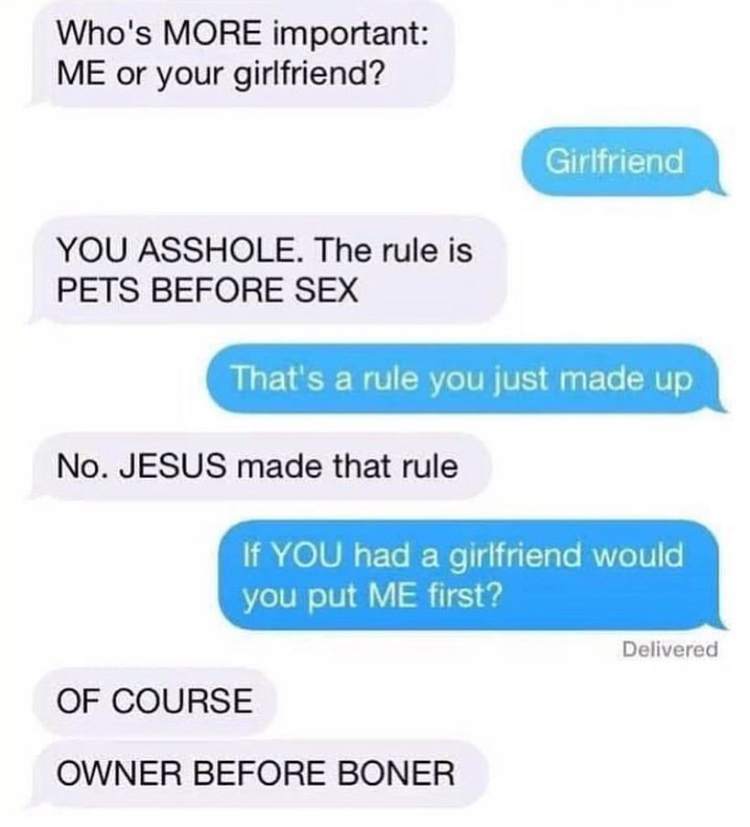 Who's MORE important:
ME or your girlfriend?
Girlfriend
YOU ASSHOLE. The rule is
PETS BEFORE SEX
That's a rule you just made up
No. JESUS made that rule
If YOU had a girlfriend would
you put ME first?
Delivered
OF COURSE
OWNER BEFORE BONER